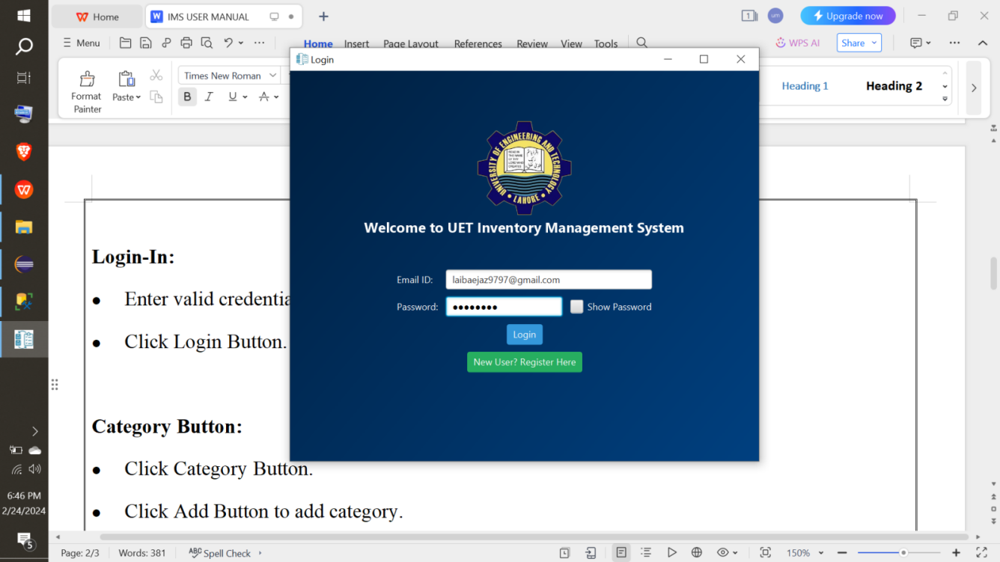 Home
IMS USER MANUAL
1
um
Upgrade now
Menu
Home Insert Page Layout References Review View Tools
WPS AI
Share
Format Painter
Paste
Times New Roman
B I U A
Heading 1
Heading 2
Login
UNIVERSITY OF ENGINEERING AND TECHNOLOGY
LAHORE
Welcome to UET Inventory Management System
Email ID: laibaejaz9797@gmail.com
Password: ●●●●●●●● Show Password
Login
New User? Register Here
Login-In:
● Enter valid credentia
● Click Login Button.
Category Button:
● Click Category Button.
● Click Add Button to add category.
6:46 PM
2/24/2024
5
Page: 2/3 Words: 381 ABC Spell Check 150%